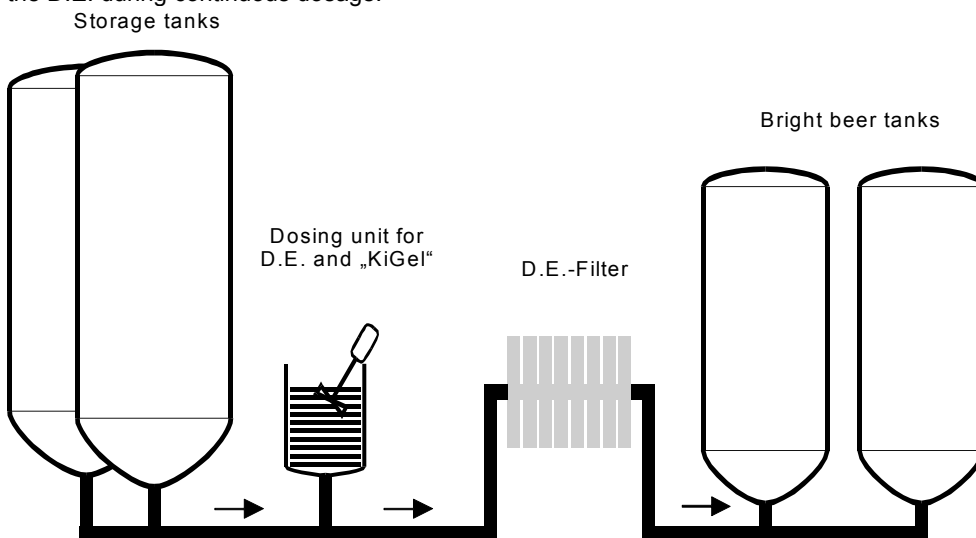 the D.E. during continuous dosage.
Storage tanks
Bright beer tanks
Dosing unit for
D.E. and „KiGel“
D.E.-Filter